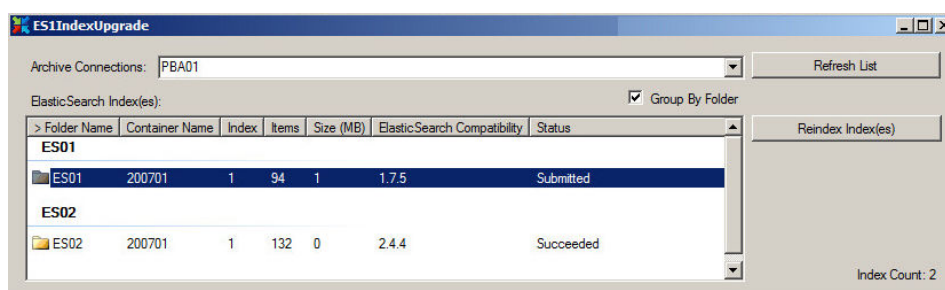 ES1IndexUpgrade
Archive Connections: PBA01 Refresh List
ElasticSearch Index(es): Group By Folder
> Folder Name Container Name Index Items Size (MB) ElasticSearch Compatibility Status Reindex Index(es)
ES01
ES01 200701 1 94 1 1.7.5 Submitted
ES02
ES02 200701 1 132 0 2.4.4 Succeeded
Index Count: 2